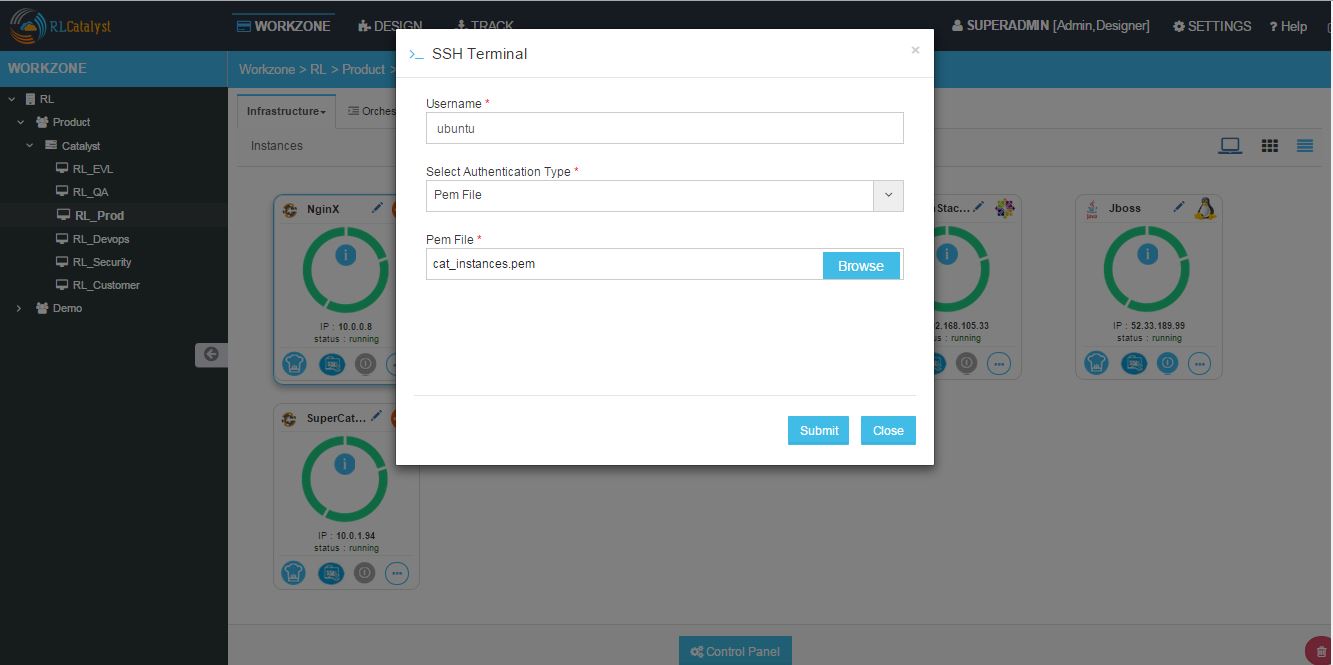 RLCatalyst
WORKZONE
DESIGN
TRACK
SUPERADMIN [Admin,Designer]
SETTINGS
? Help
WORKZONE
Workzone > RL > Product >
RL
Product
Catalyst
RL_EVL
RL_QA
RL_Prod
RL_Devops
RL_Security
RL_Customer
Demo
Infrastructure
Orches
Instances
>_ SSH Terminal
×
Username *
ubuntu
Select Authentication Type *
Pem File
Pem File *
cat_instances.pem
Browse
Submit
Close
NginX
i
IP : 10.0.0.8
status : running
Stac...
i
2.168.105.33
s : running
Java
Jboss
i
IP : 52.33.189.99
status : running
SuperCat...
i
IP : 10.0.1.94
status : running
Control Panel